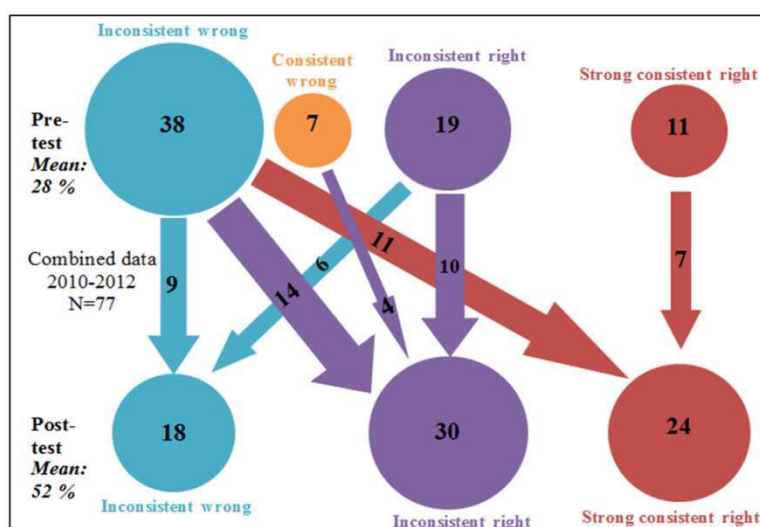 Inconsistent wrong
Consistent
wrong
Inconsistent right
Strong consistent right
38
7
19
11
Pre-
test
Mean:
28 %
Combined data
2010-2012
N=77
9
14
6
4
11
10
7
Post-
test
Mean:
52 %
18
30
24
Inconsistent wrong
Inconsistent right
Strong consistent right